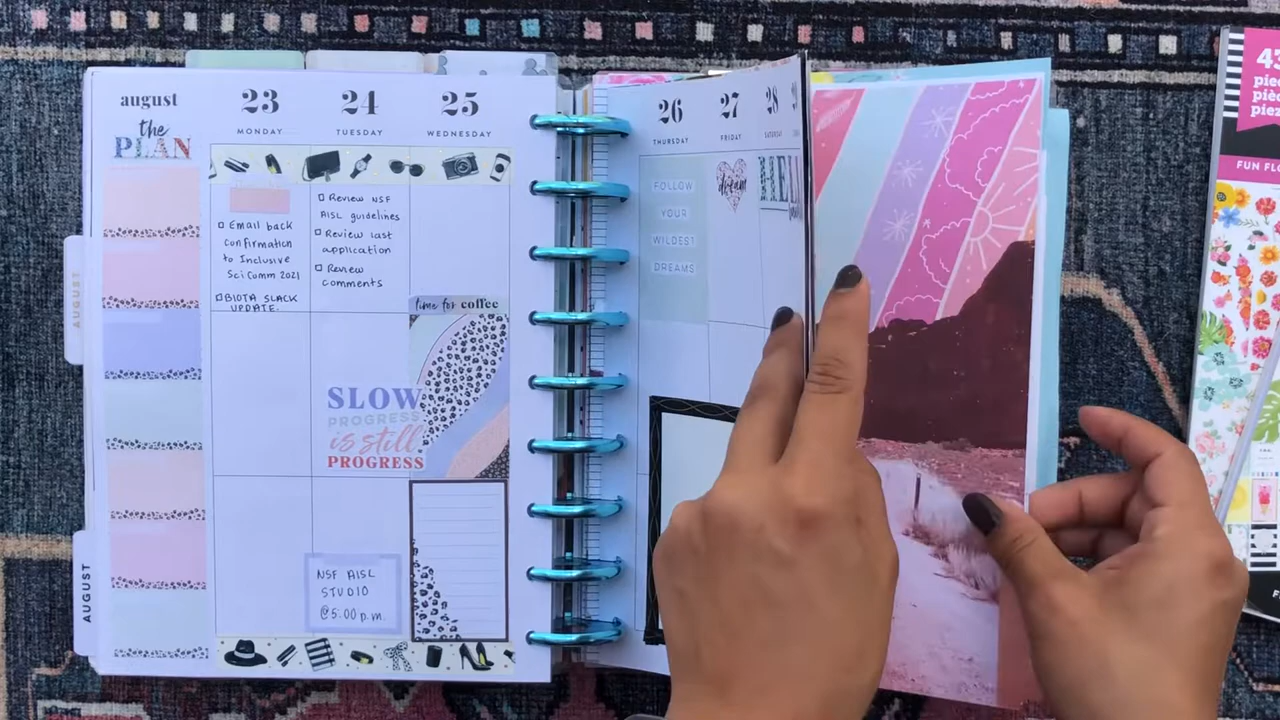 august
the
PLAN
23
MONDAY
24
TUESDAY
25
WEDNESDAY
□ Email back
confirmation
to Inclusive
SciComm 2021
□ BIOTA SLACK
UPDATE.
□ Review NSF
AISL guidelines
□ Review last
application
□ Review
comments
time for coffee
SLOW
PROGRESS
is still
PROGRESS
NSF AISL
STUDIO
@5:00 p.m.
AUGUST
AUGUST
26
THURSDAY
27
FRIDAY
28
SATURDAY
FOLLOW
YOUR
WILDEST
DREAMS
dream
43
FUN FLO